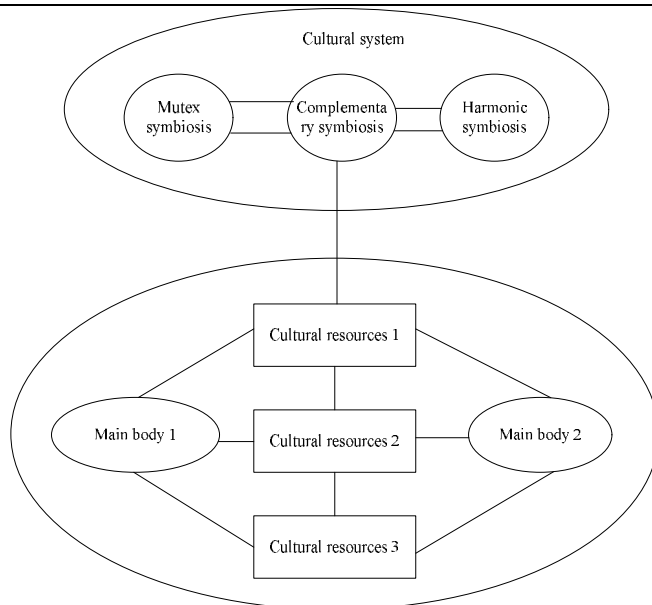 Cultural system
Mutex
symbiosis
Complementa
ry symbiosis
Harmonic
symbiosis
Cultural resources 1
Main body 1
Cultural resources 2
Main body 2
Cultural resources 3